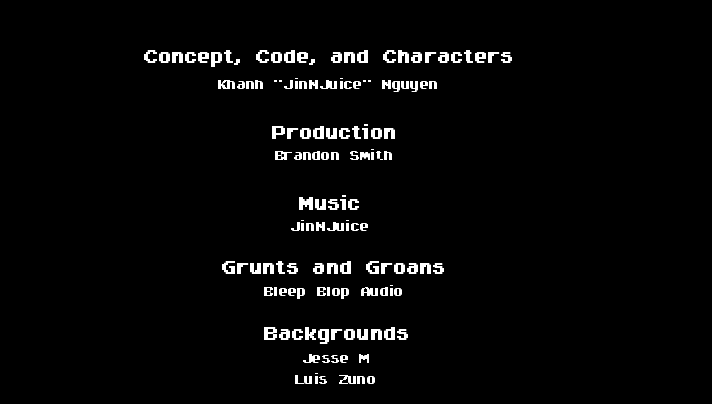 Concept, Code, and Characters
Khanh "JinNJuice" Nguyen
Production
Brandon Smith
Music
JinNJuice
Grunts and Groans
Bleep Blop Audio
Backgrounds
Jesse M
Luis Zuno